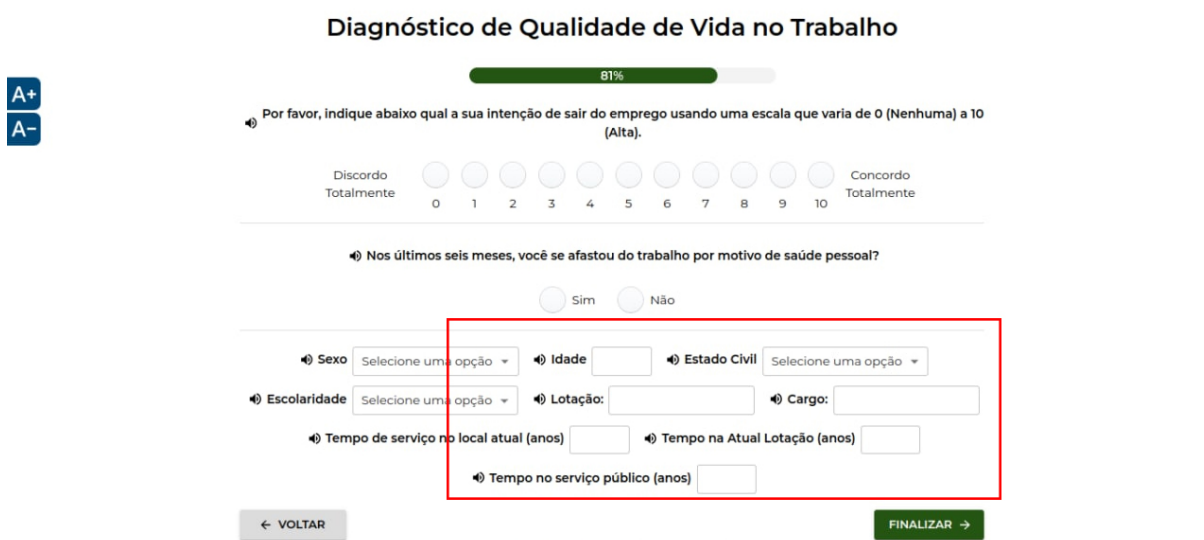 Diagnóstico de Qualidade de Vida no Trabalho
81%
A+
A-
Por favor, indique abaixo qual a sua intenção de sair do emprego usando uma escala que varia de 0 (Nenhuma) a 10
(Alta).
Discordo Totalmente
0 1 2 3 4 5 6 7 8 9 10
Concordo Totalmente
Nos últimos seis meses, você se afastou do trabalho por motivo de saúde pessoal?
Sim Não
Sexo Selecione uma opção Idade Estado Civil Selecione uma opção
Escolaridade Selecione uma opção Lotação: Cargo:
Tempo de serviço no local atual (anos) Tempo na Atual Lotação (anos)
Tempo no serviço público (anos)
← VOLTAR FINALIZAR →